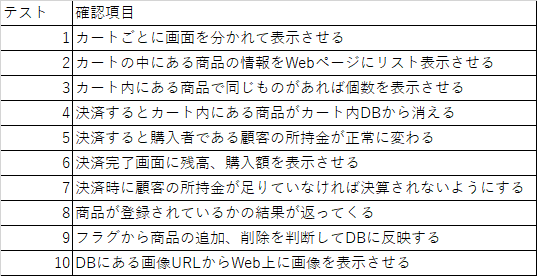 テスト 確認項目
1 カートごとに画面を分かれて表示させる
2 カートの中にある商品の情報をWebページにリスト表示させる
3 カート内にある商品で同じものがあれば個数を表示させる
4 決済するとカート内にある商品がカート内DBから消える
5 決済すると購入者である顧客の所持金が正常に変わる
6 決済完了画面に残高、購入額を表示させる
7 決済時に顧客の所持金が足りていなければ決算されないようにする
8 商品が登録されているかの結果が返ってくる
9 フラグから商品の追加、削除を判断してDBに反映する
10 DBにある画像URLからWeb上に画像を表示させる